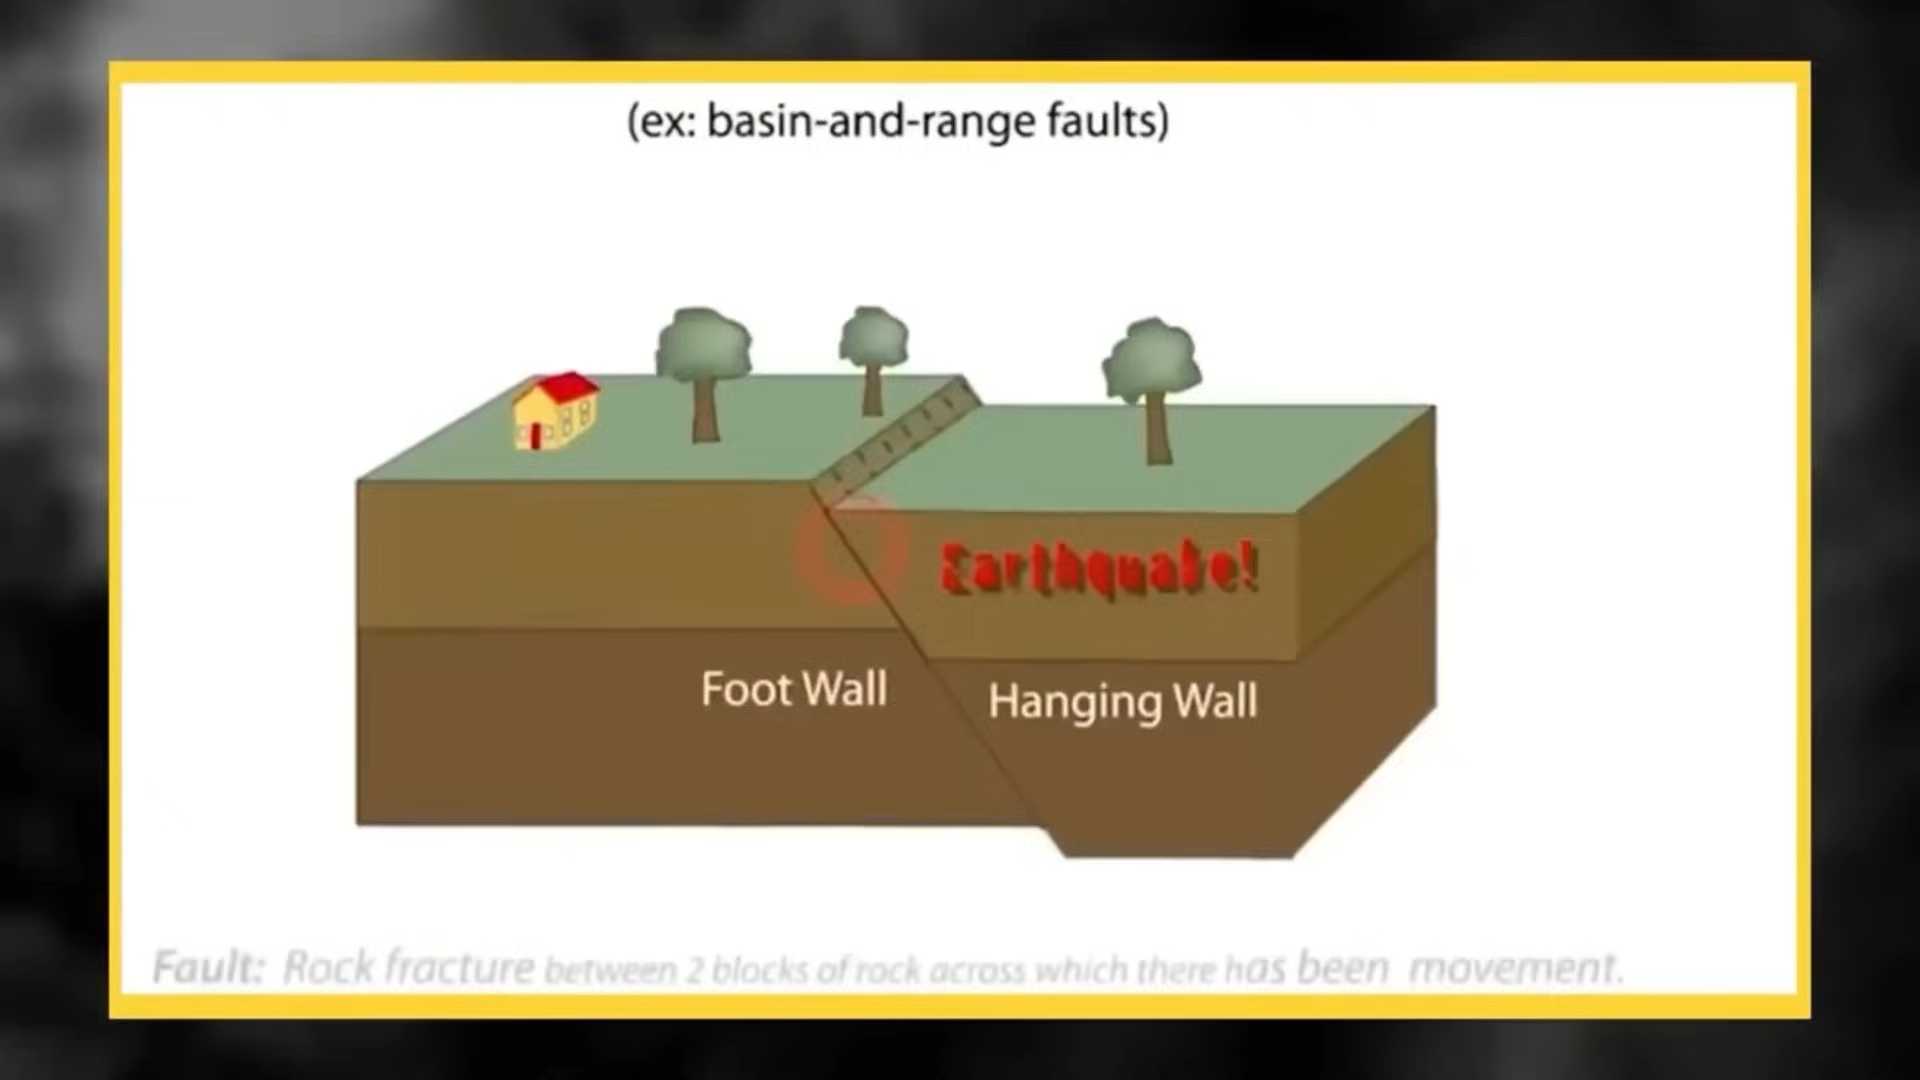 (ex: basin-and-range faults)
Earthquake!
Foot Wall
Hanging Wall
Fault: Rock fracture between 2 blocks of rock across which there has been movement.